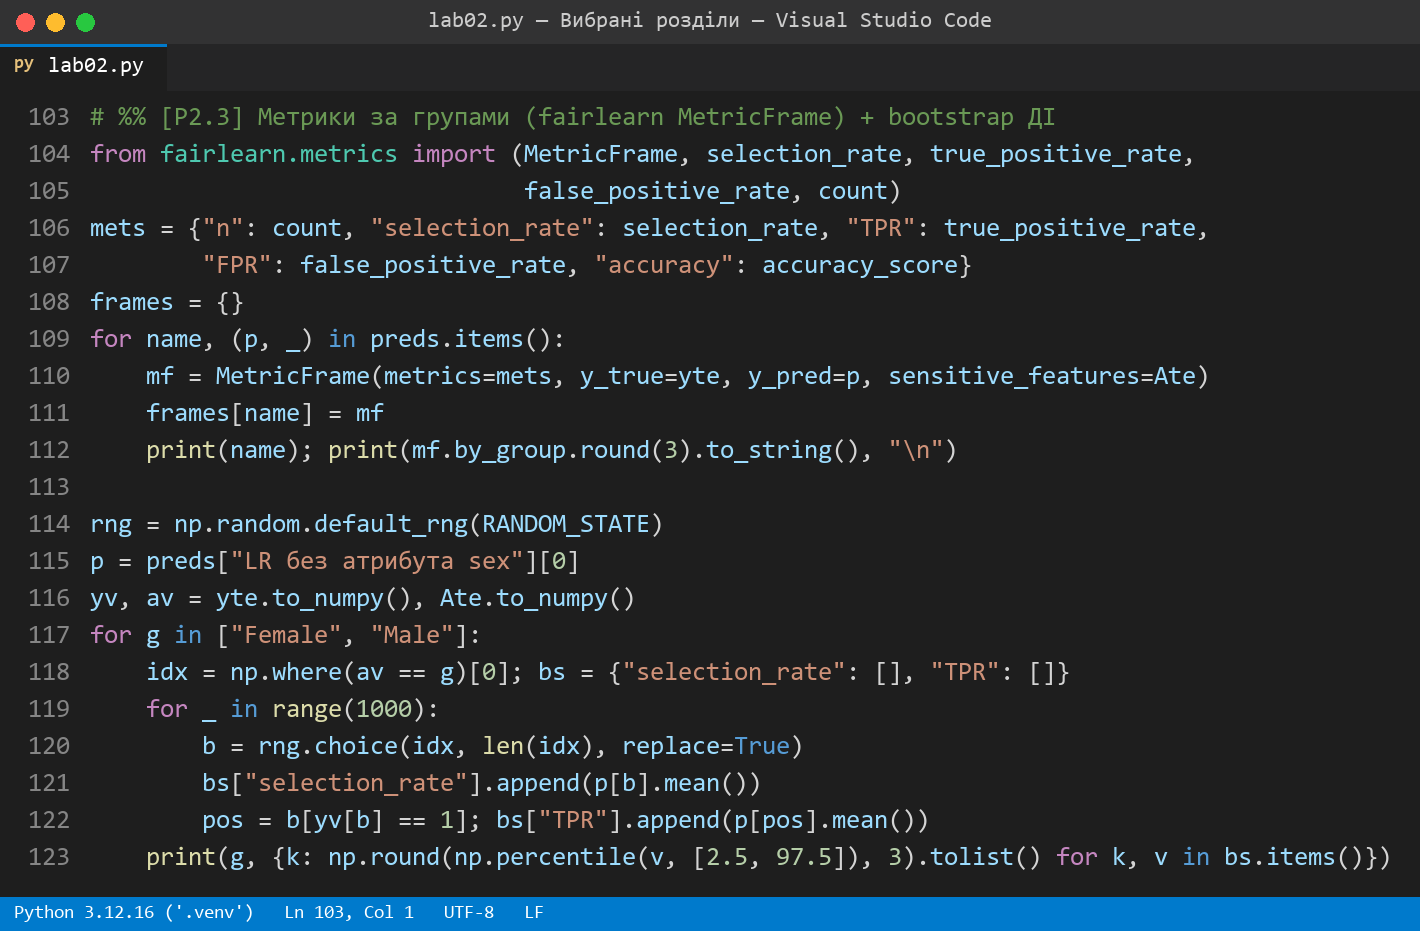 lab02.py — Вибрані розділи — Visual Studio Code
py lab02.py
103 # %% [P2.3] Метрики за групами (fairlearn MetricFrame) + bootstrap ДІ
104 from fairlearn.metrics import (MetricFrame, selection_rate, true_positive_rate,
105                                false_positive_rate, count)
106 mets = {"n": count, "selection_rate": selection_rate, "TPR": true_positive_rate,
107         "FPR": false_positive_rate, "accuracy": accuracy_score}
108 frames = {}
109 for name, (p, _) in preds.items():
110     mf = MetricFrame(metrics=mets, y_true=yte, y_pred=p, sensitive_features=Ate)
111     frames[name] = mf
112     print(name); print(mf.by_group.round(3).to_string(), "\n")
113
114 rng = np.random.default_rng(RANDOM_STATE)
115 p = preds["LR без атрибута sex"][0]
116 yv, av = yte.to_numpy(), Ate.to_numpy()
117 for g in ["Female", "Male"]:
118     idx = np.where(av == g)[0]; bs = {"selection_rate": [], "TPR": []}
119     for _ in range(1000):
120         b = rng.choice(idx, len(idx), replace=True)
121         bs["selection_rate"].append(p[b].mean())
122         pos = b[yv[b] == 1]; bs["TPR"].append(p[pos].mean())
123     print(g, {k: np.round(np.percentile(v, [2.5, 97.5]), 3).tolist() for k, v in bs.items()})
Python 3.12.16 ('.venv') Ln 103, Col 1 UTF-8 LF